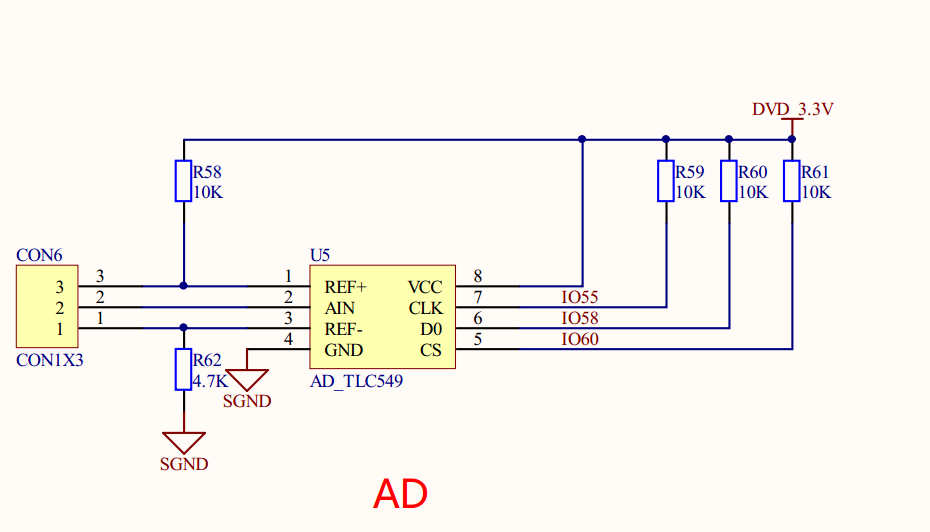 DVD_3.3V
R58
10K
R59
10K
R60
10K
R61
10K
CON6
3
2
1
CON1X3
3
2
1
U5
1
2
3
4
REF+
AIN
REF-
GND
VCC
CLK
D0
CS
8
7
6
5
AD_TLC549
IO55
IO58
IO60
R62
4.7K
SGND
SGND
AD